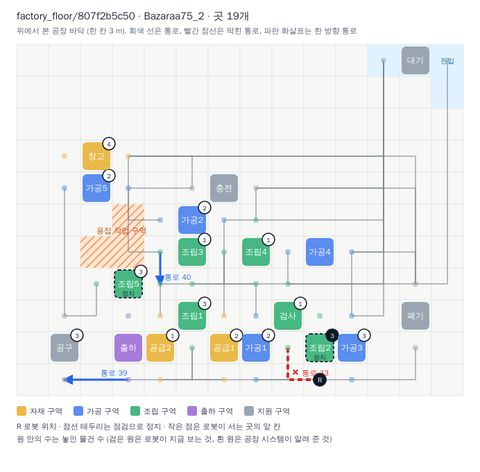 factory_floor/807b2f5c50 · Bazaraa75_2 · 곳 19개
위에서 본 공장 바닥 (한 칸 3 m). 회색 선은 통로, 빨간 점선은 막힌 통로, 파란 화살표는 한 방향 통로
대기
진입
창고 4
가공5 2
충전
가공2 2
용접 작업 구역
조립3 1
조립4 1
가공4
통로 40
조립5 3
정지
조립1 3
검사 1
폐기
공구 3
출하
공급2 1
공급1 2
가공1 2
조립2 3
정지
가공3 3
통로 39
통로 33
R
자재 구역
가공 구역
조립 구역
출하 구역
지원 구역
R 로봇 위치 · 점선 테두리는 점검으로 정지 · 작은 점은 로봇이 서는 곳의 앞 칸
원 안의 수는 놓인 물건 수 (검은 원은 로봇이 지금 보는 것, 흰 원은 공장 시스템이 알려 준 것)